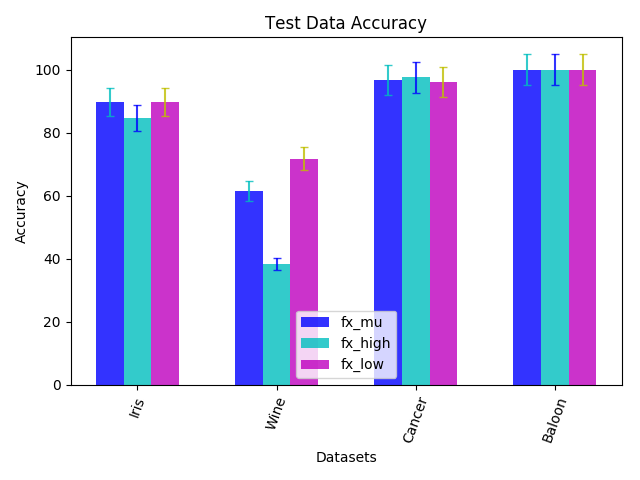 Test Data Accuracy
Accuracy
100
80
60
40
20
0
fx_mu
fx_high
fx_low
Iris
Wine
Cancer
Baloon
Datasets